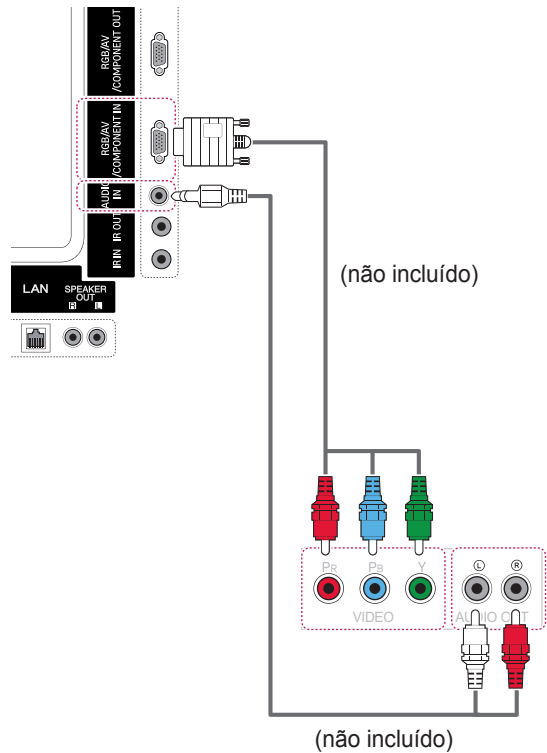 RGB/AV
/COMPONENT OUT
RGB/AV
/COMPONENT IN
AUDIO
IN
IR OUT
IR IN
LAN
SPEAKER
OUT
R L
(não incluído)
PR PB Y
VIDEO
L R
AUDIO OUT
(não incluído)